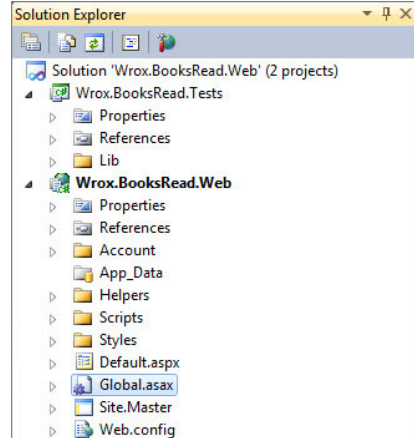 Solution Explorer
Solution 'Wrox.BooksRead.Web' (2 projects)
Wrox.BooksRead.Tests
Properties
References
Lib
Wrox.BooksRead.Web
Properties
References
Account
App_Data
Helpers
Scripts
Styles
Default.aspx
Global.asax
Site.Master
Web.config